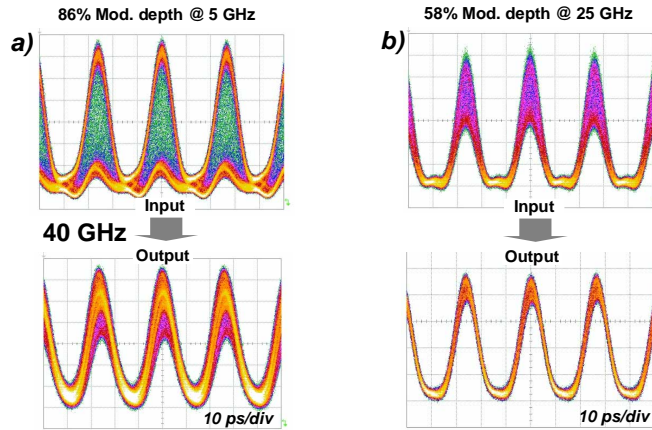 86% Mod. depth @ 5 GHz
a)
Input
40 GHz
Output
10 ps/div
58% Mod. depth @ 25 GHz
b)
Input
Output
10 ps/div